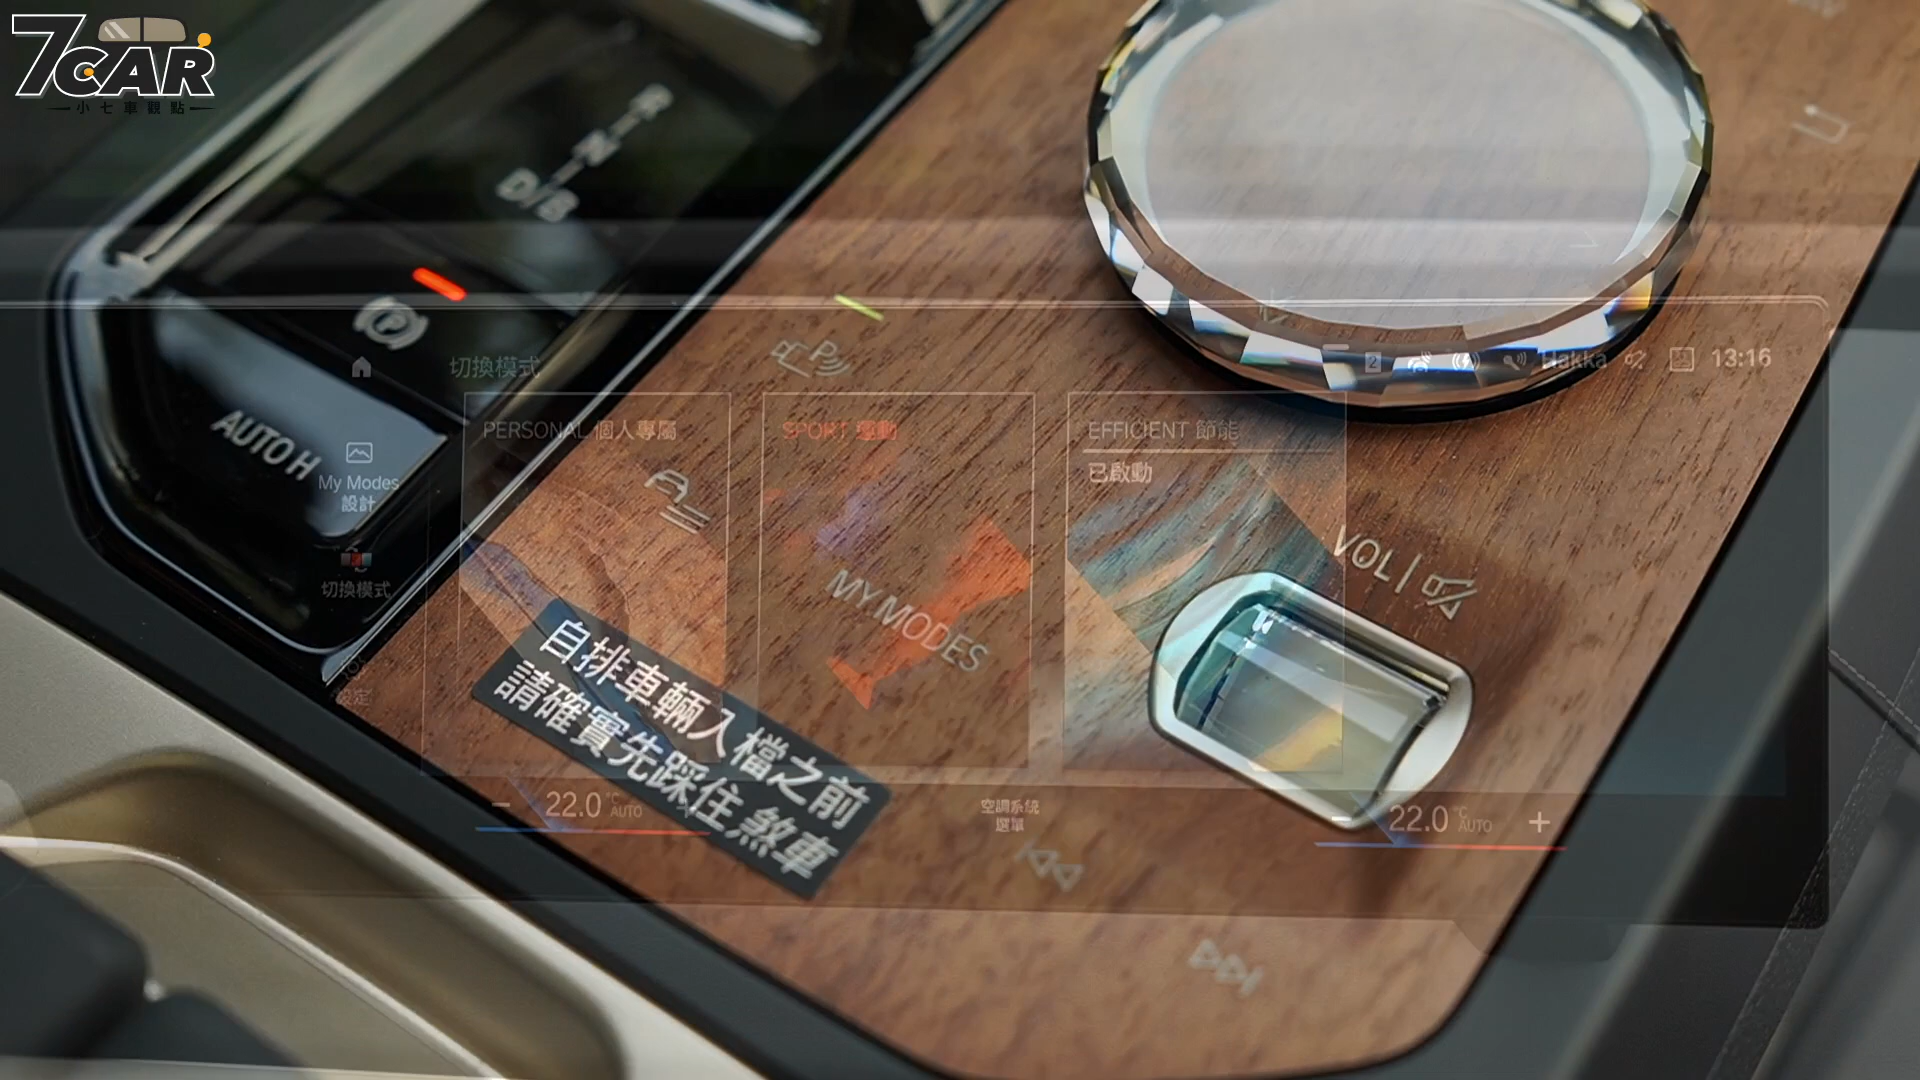 7CAR
小七車觀點
R
N
D/B
P
AUTO H
P
切換模式
2
Hakka
13:16
PERSONAL 個人專屬
SPORT 運動
EFFICIENT 節能
已啟動
My Modes
設計
切換模式
設定
MY MODES
VOL
自排車輛入檔之前
請確實先踩住煞車
22.0°C AUTO
空調系統
選單
22.0°C AUTO